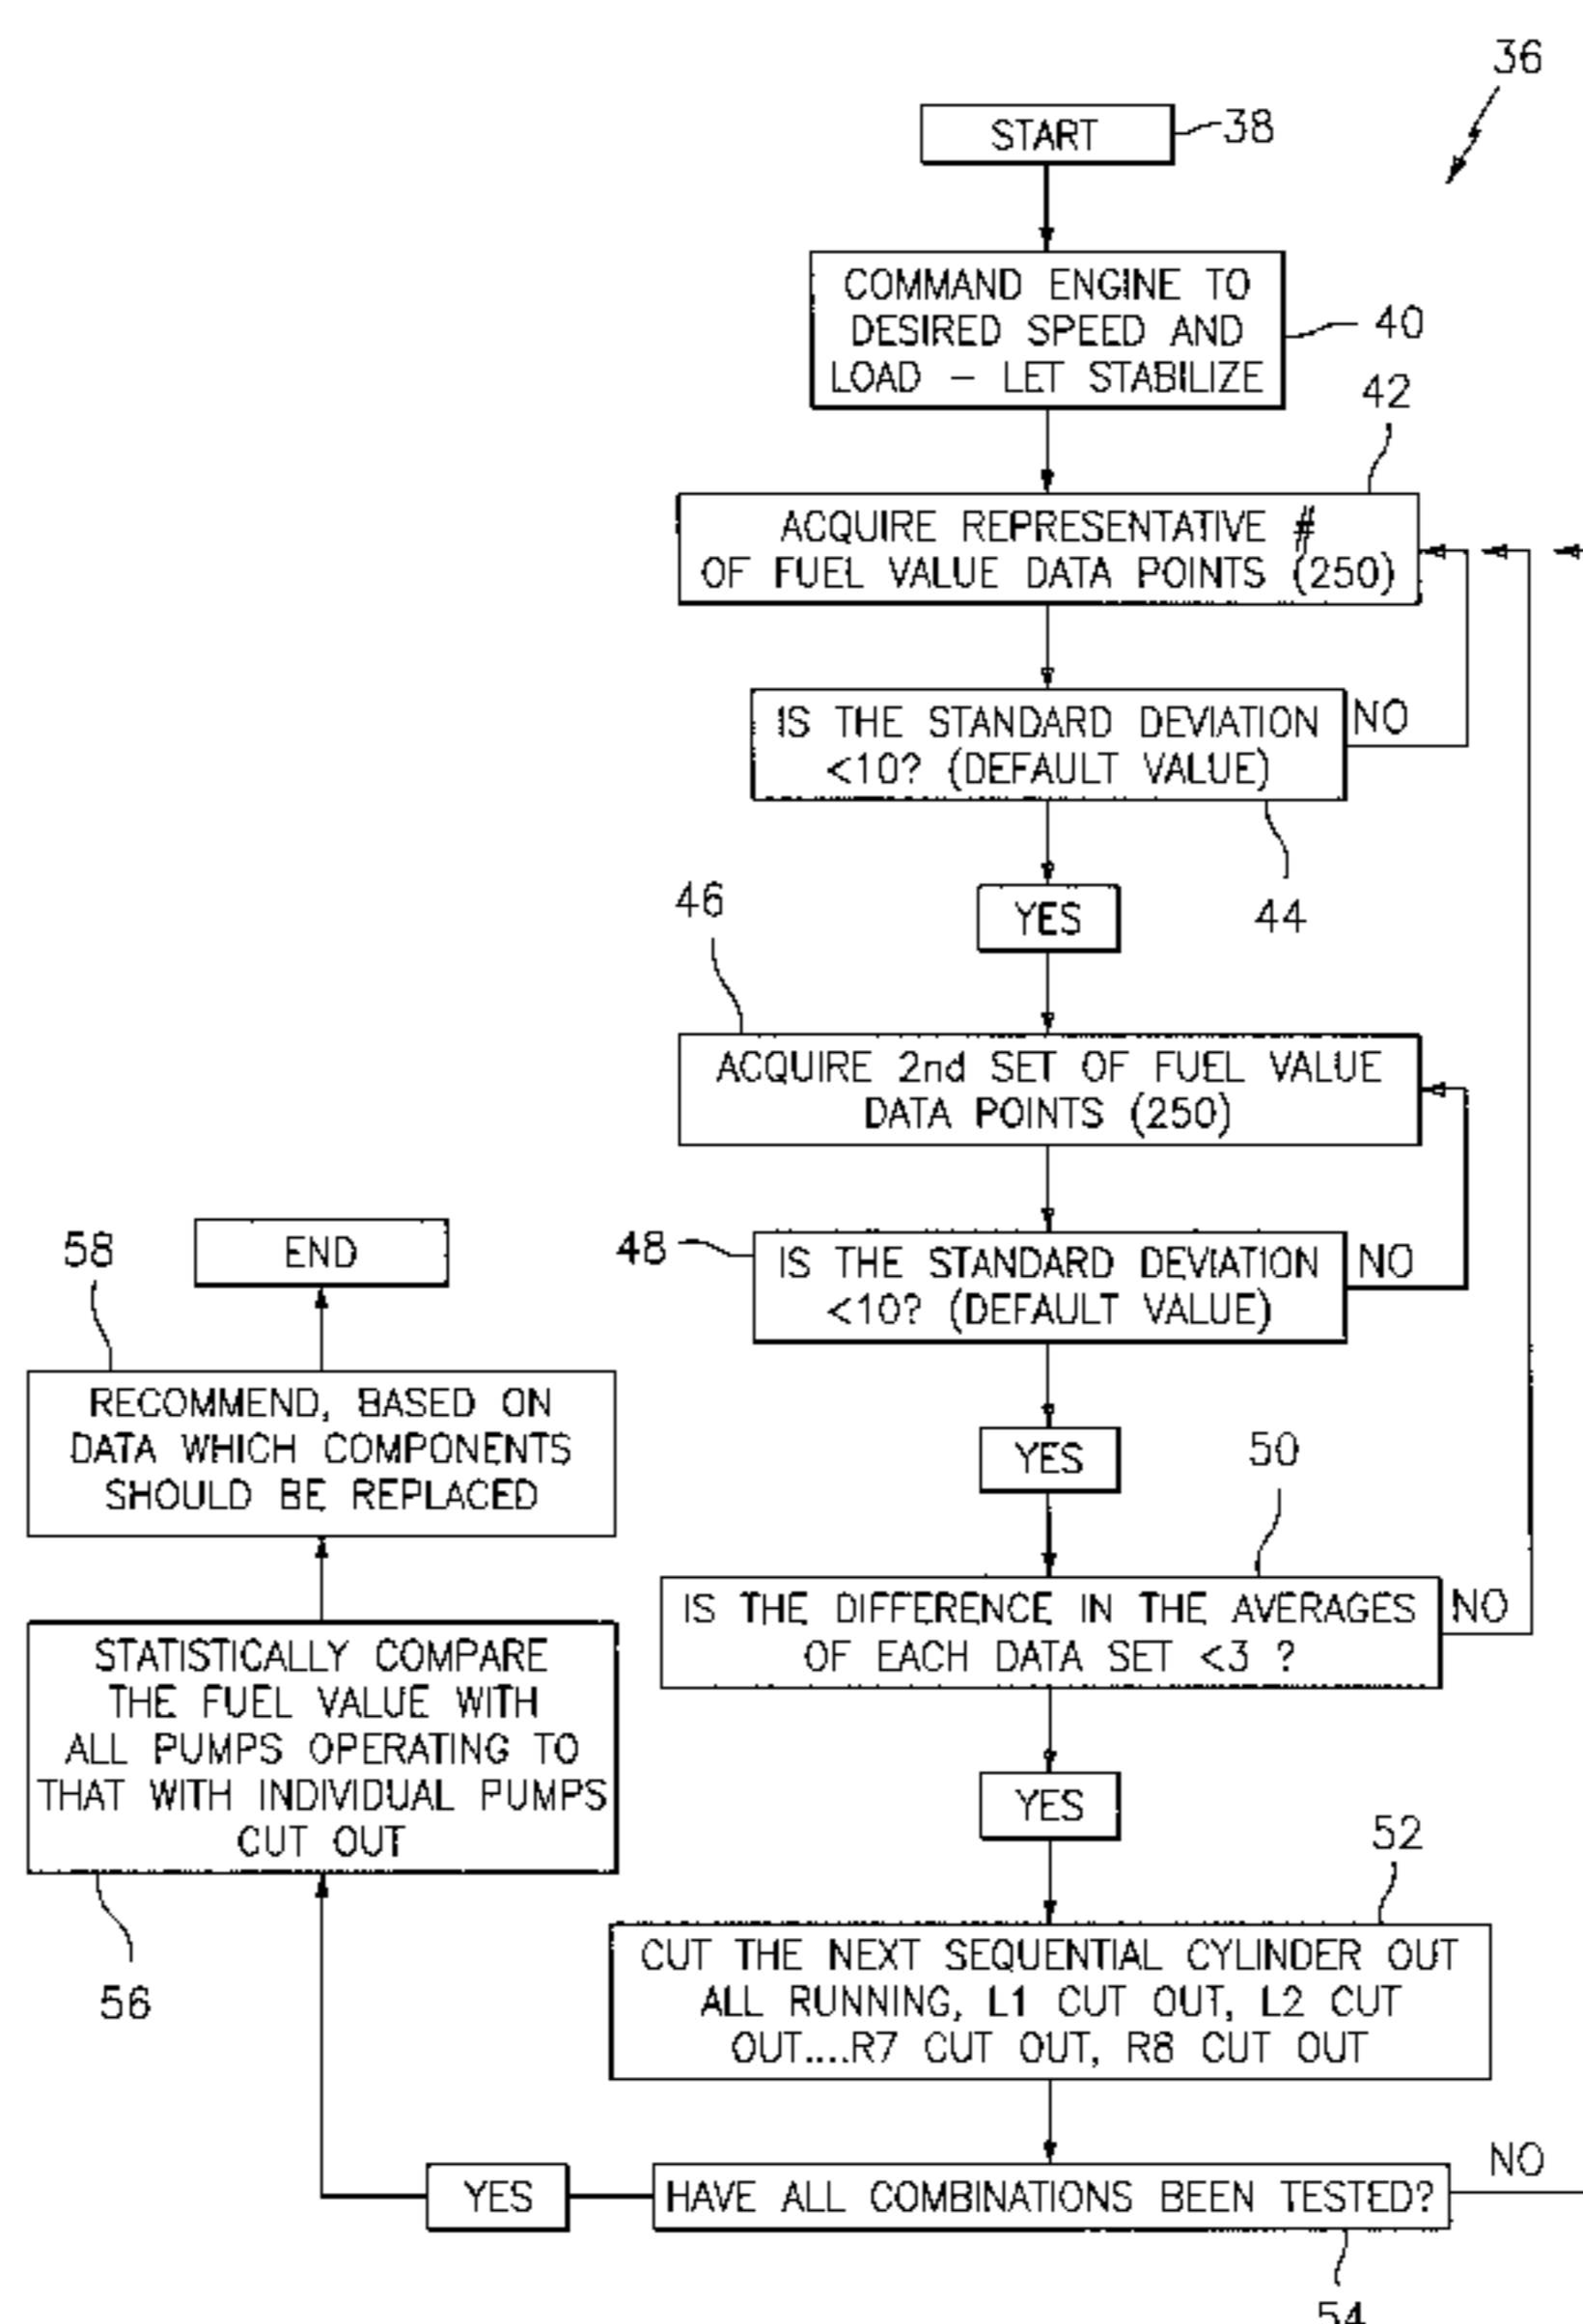 36
START
38
COMMAND ENGINE TO
DESIRED SPEED AND
LOAD – LET STABILIZE
40
42
ACQUIRE REPRESENTATIVE #
OF FUEL VALUE DATA POINTS (250)
IS THE STANDARD DEVIATION
<10? (DEFAULT VALUE)
NO
44
YES
46
ACQUIRE 2nd SET OF FUEL VALUE
DATA POINTS (250)
48
IS THE STANDARD DEVIATION
<10? (DEFAULT VALUE)
NO
YES
50
IS THE DIFFERENCE IN THE AVERAGES
OF EACH DATA SET <3 ?
NO
YES
52
CUT THE NEXT SEQUENTIAL CYLINDER OUT
ALL RUNNING, L1 CUT OUT, L2 CUT
OUT....R7 CUT OUT, R8 CUT OUT
HAVE ALL COMBINATIONS BEEN TESTED?
NO
54
YES
STATISTICALLY COMPARE
THE FUEL VALUE WITH
ALL PUMPS OPERATING TO
THAT WITH INDIVIDUAL PUMPS
CUT OUT
56
58
RECOMMEND, BASED ON
DATA WHICH COMPONENTS
SHOULD BE REPLACED
END